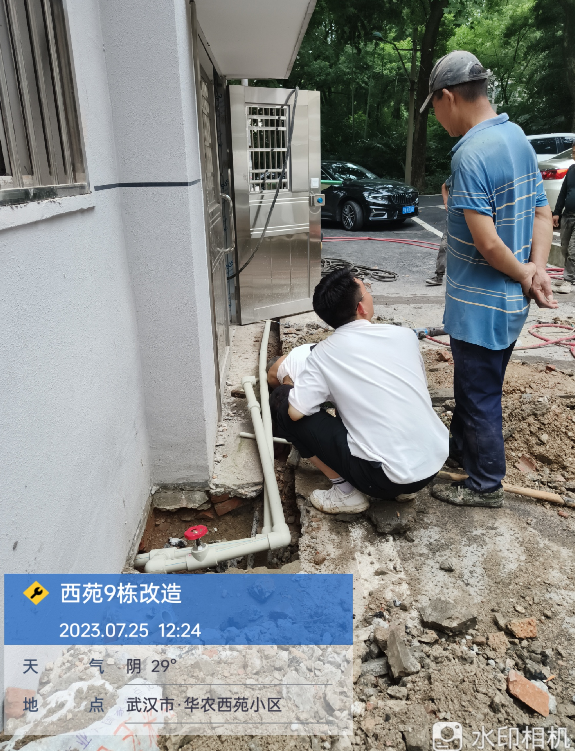 西苑9栋改造
2023.07.25 12:24
天 气 阴 29°
地 点 武汉市·华农西苑小区
水印相机